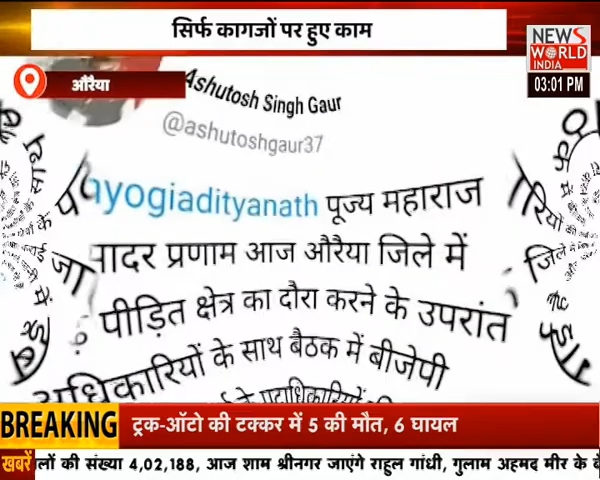 सिर्फ कागजों पर हुए काम
NEWS
WORLD
INDIA
03:01 PM
औरैया
Ashutosh Singh Gaur
@ashutoshgaur37
yogiadityanath पूज्य महाराज
प्रणाम आज औरैया जिले में
पीड़ित क्षेत्र का दौरा करने के उपरांत
अधिकारियों के साथ बैठक में बीजेपी
BREAKING
ट्रक-ऑटो की टक्कर में 5 की मौत, 6 घायल
खबरें
लों की संख्या 4,02,188, आज शाम श्रीनगर जाएंगे राहुल गांधी, गुलाम अहमद मीर के बे